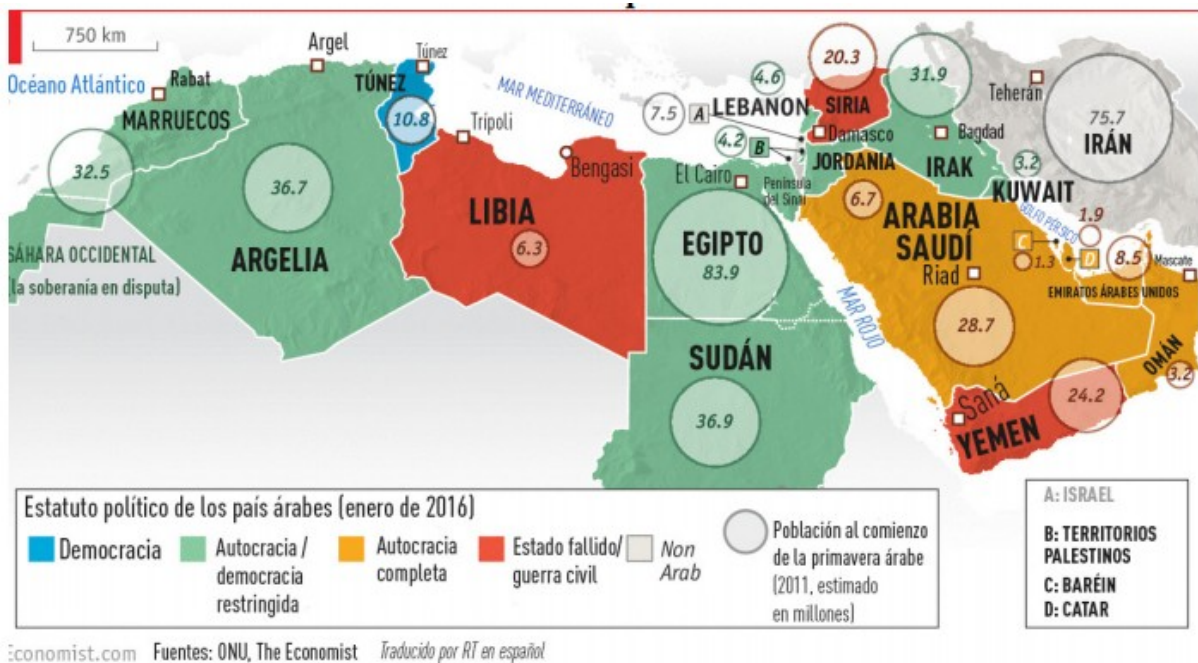 750 km
Océano Atlántico
Rabat
MARRUECOS
32.5
SÁHARA OCCIDENTAL
la soberanía en disputa)
Argel
36.7
ARGELIA
Túnez
TÚNEZ
10.8
MAR MEDITERRÁNEO
Trípoli
Bengasi
LIBIA
6.3
El Cairo
Península
del Sinaí
EGIPTO
83.9
SUDÁN
36.9
MAR ROJO
7.5
A
4.2
B
4.6
LEBANON
20.3
SIRIA
Damasco
JORDANIA
6.7
31.9
Bagdad
IRAK
3.2
KUWAIT
Teherán
75.7
IRÁN
GOLFO PÉRSICO
ARABIA
SAUDÍ
Riad
28.7
1.9
C
1.3
D
8.5
EMIRATOS ÁRABES UNIDOS
Mascate
OMÁN
3.2
Saná
YEMEN
24.2
Estatuto político de los país árabes (enero de 2016)
Democracia
Autocracia /
democracia
restringida
Autocracia
completa
Estado fallido/
guerra civil
Non
Arab
Población al comienzo
de la primavera árabe
(2011, estimado
en millones)
A: ISRAEL
B: TERRITORIOS
PALESTINOS
C: BARÉIN
D: CATAR
Economist.com Fuentes: ONU, The Economist Traducido por RT en español